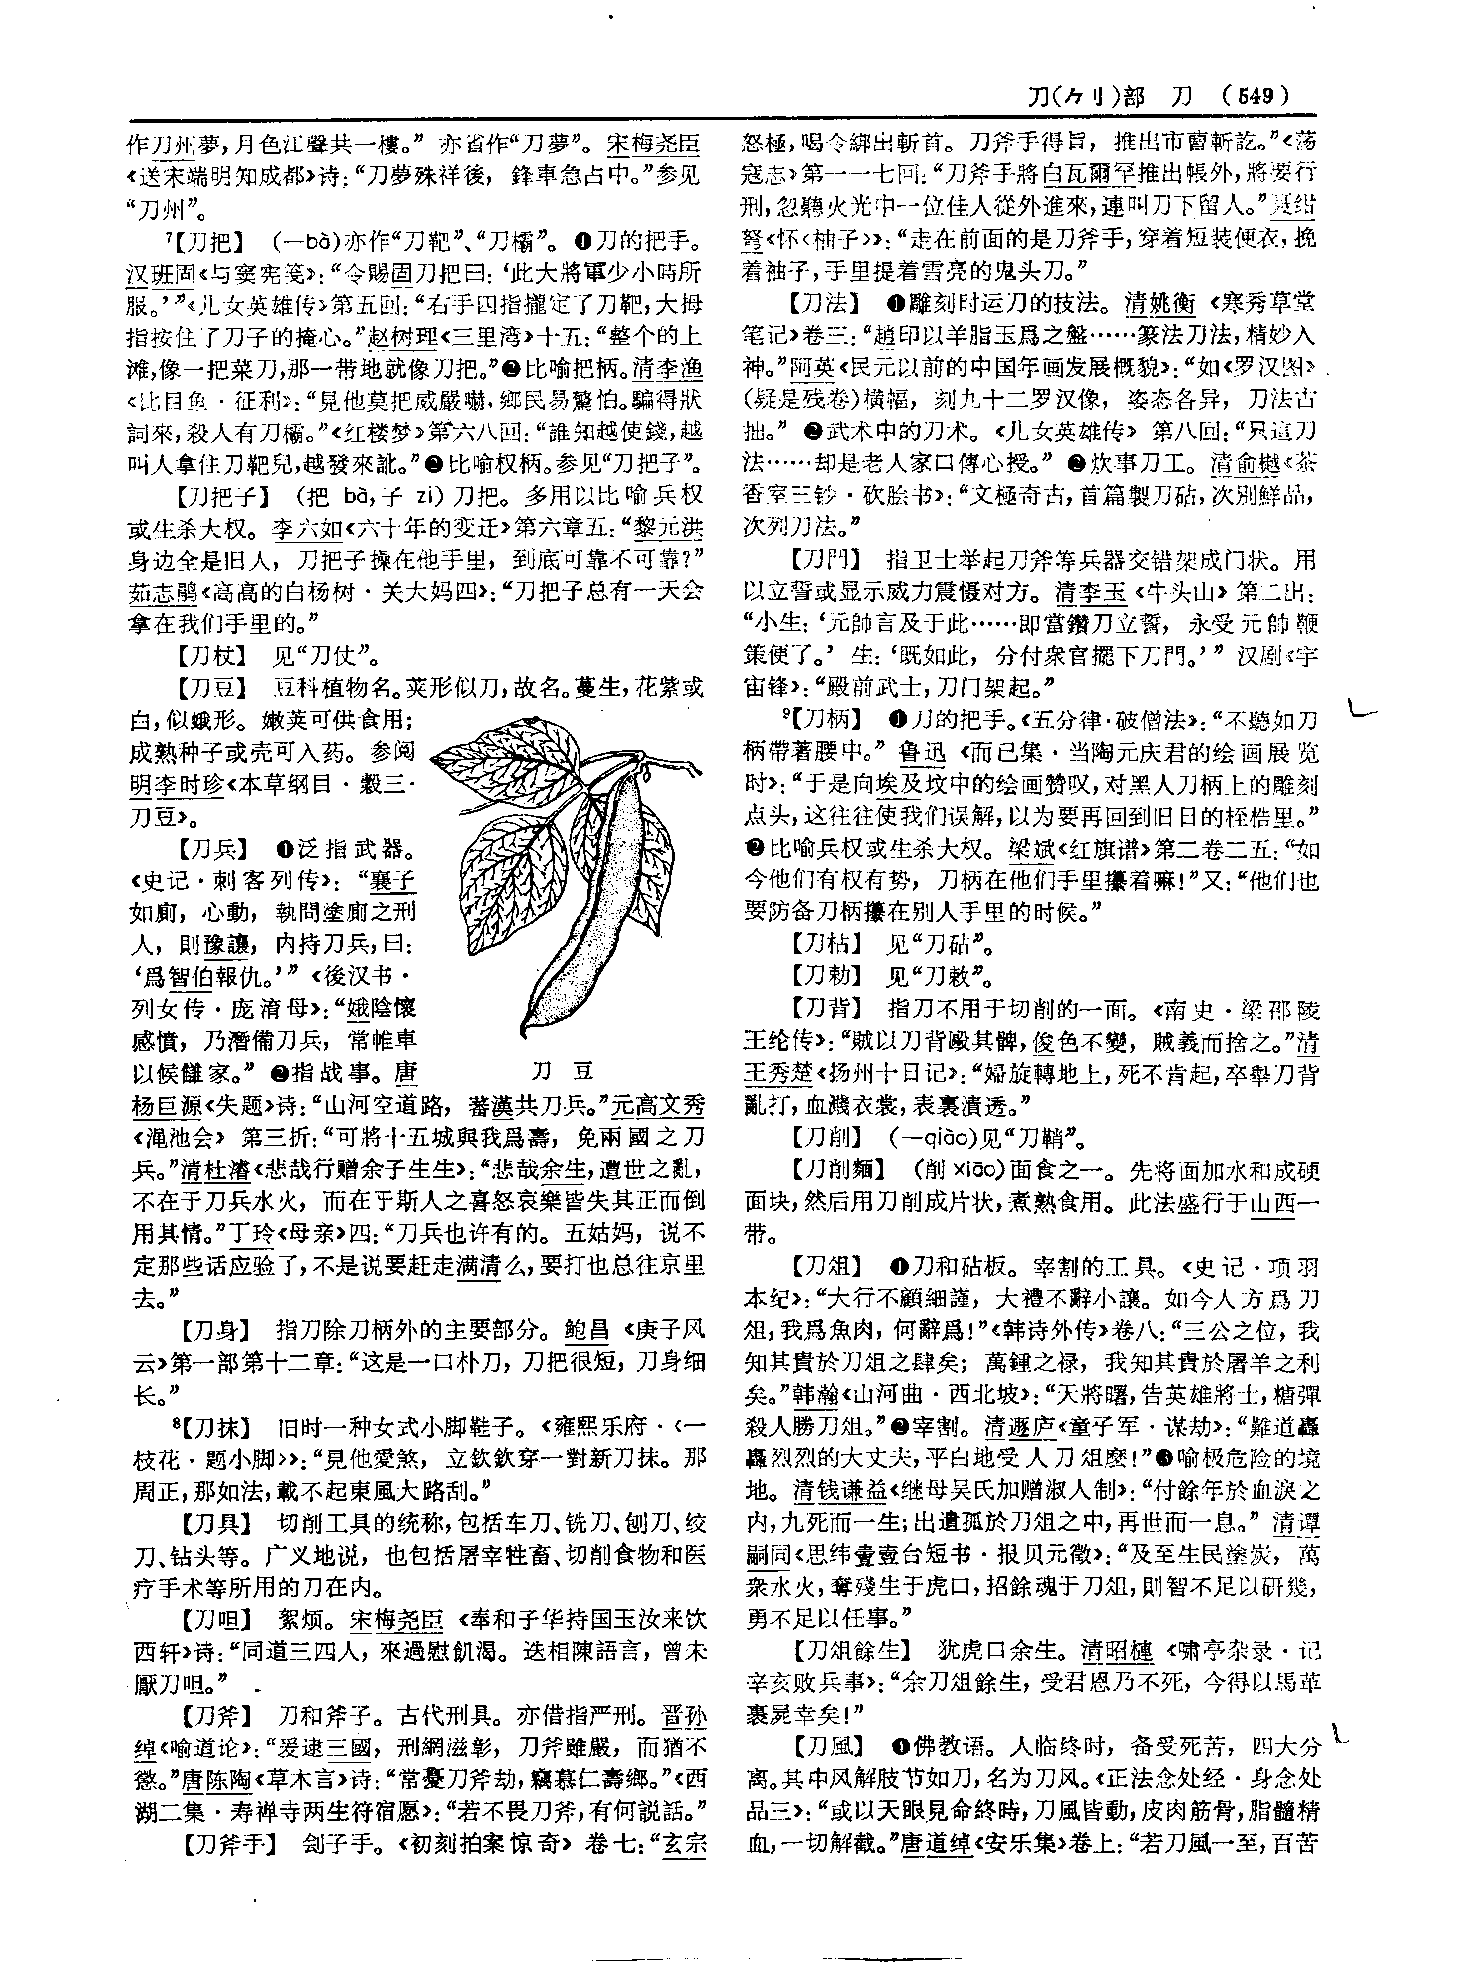 刀(⺈刂)部　刀　(549)
作刀州夢，月色江聲共一樓。”亦省作“刀夢”。宋梅尧臣
《送宋端明知成都》诗：“刀夢殊祥後，鋒車急占中。”参见
“刀州”。
⁷【刀把】　(—bà)亦作“刀靶”、“刀欛”。❶刀的把手。
汉班固《与窦宪笺》：“令賜固刀把曰：‘此大將軍少小時所
服。’”《儿女英雄传》第五回：“右手四指攏定了刀靶，大拇
指按住了刀子的掩心。”赵树理《三里湾》十五：“整个的上
滩，像一把菜刀，那一带地就像刀把。”❷比喻把柄。清李渔
《比目鱼·征利》：“見他莫把威嚴嚇，鄉民易驚怕。騙得狀
詞來，殺人有刀欛。”《红楼梦》第六八回：“誰知越使錢，越
叫人拿住刀靶兒，越發來訛。”❷比喻权柄。参见“刀把子”。
【刀把子】　(把 bà，子 zi) 刀把。多用以比喻兵权
或生杀大权。李六如《六十年的变迁》第六章五：“黎元洪
身边全是旧人，刀把子操在他手里，到底可靠不可靠？”
茹志鹃《高高的白杨树·关大妈四》：“刀把子总有一天会
拿在我们手里的。”
【刀杖】　见“刀仗”。
【刀豆】　豆科植物名。荚形似刀，故名。蔓生，花紫或
白，似蛾形。嫩荚可供食用；
成熟种子或壳可入药。参阅
明李时珍《本草纲目·穀三·
刀豆》。
【刀兵】　❶泛指武器。
《史记·刺客列传》：“襄子
如廁，心動，執問塗廁之刑
人，則豫讓，内持刀兵，曰：
‘爲智伯報仇。’”《後汉书·
列女传·庞淯母》：“娥陰懷
感憤，乃潛備刀兵，常帷車
以候讎家。”❷指战事。唐
刀　豆
杨巨源《失题》诗：“山河空道路，蕃漢共刀兵。”元高文秀
《渑池会》第三折：“可將十五城與我爲壽，免兩國之刀
兵。”清杜濬《悲哉行赠余子生生》：“悲哉余生，遭世之亂，
不在于刀兵水火，而在于斯人之喜怒哀樂皆失其正而倒
用其情。”丁玲《母亲》四：“刀兵也许有的。五姑妈，说不
定那些话应验了，不是说要赶走满清么，要打也总往京里
去。”
【刀身】　指刀除刀柄外的主要部分。鲍昌《庚子风
云》第一部第十二章：“这是一口朴刀，刀把很短，刀身细
长。”
⁸【刀抹】　旧时一种女式小脚鞋子。《雍熙乐府·〈一
枝花·题小脚〉》：“見他愛煞，立欽欽穿一對新刀抹。那
周正，那如法，載不起東風大路刮。”
【刀具】　切削工具的统称，包括车刀、铣刀、刨刀、绞
刀、钻头等。广义地说，也包括屠宰牲畜、切削食物和医
疗手术等所用的刀在内。
【刀呾】　絮烦。宋梅尧臣《奉和子华持国玉汝来饮
西轩》诗：“同道三四人，來過慰飢渴。迭相陳語言，曾未
厭刀呾。”
【刀斧】　刀和斧子。古代刑具。亦借指严刑。晋孙
绰《喻道论》：“爰逮三國，刑網滋彰，刀斧雖嚴，而猶不
懲。”唐陈陶《草木言》诗：“常憂刀斧劫，竊慕仁壽鄉。”《西
湖二集·寿禅寺两生符宿愿》：“若不畏刀斧，有何説話。”
【刀斧手】　刽子手。《初刻拍案惊奇》卷七：“玄宗
怒極，喝令綁出斬首。刀斧手得旨，推出市曹斬訖。”《荡
寇志》第一一七回：“刀斧手將白瓦爾罕推出帳外，將要行
刑，忽聽火光中一位佳人從外進來，連叫刀下留人。”聂绀
弩《怀〈柚子〉》：“走在前面的是刀斧手，穿着短装便衣，挽
着袖子，手里提着雪亮的鬼头刀。”
【刀法】　❶雕刻时运刀的技法。清姚衡《寒秀草堂
笔记》卷三：“趙印以羊脂玉爲之盤……篆法刀法，精妙入
神。”阿英《民元以前的中国年画发展概貌》：“如《罗汉图》
(疑是残卷)横幅，刻九十二罗汉像，姿态各异，刀法古
拙。”❷武术中的刀术。《儿女英雄传》第八回：“只這刀
法……却是老人家口傳心授。”❷炊事刀工。清俞樾《茶
香室三钞·砍脍书》：“文極奇古，首篇製刀砧，次别鮮品，
次列刀法。”
【刀門】　指卫士举起刀斧等兵器交错架成门状。用
以立誓或显示威力震慑对方。清李玉《牛头山》第二出：
“小生：‘元帥言及于此……即當鑽刀立誓，永受元帥鞭
策便了。’生：‘既如此，分付衆官擺下刀門。’”汉剧《宇
宙锋》：“殿前武士，刀门架起。”
⁹【刀柄】　❶刀的把手。《五分律·破僧法》：“不聽如刀
柄帶著腰中。”鲁迅《而已集·当陶元庆君的绘画展览
时》：“于是向埃及坟中的绘画赞叹，对黑人刀柄上的雕刻
点头，这往往使我们误解，以为要再回到旧日的桎梏里。”
❷比喻兵权或生杀大权。梁斌《红旗谱》第二卷二五：“如
今他们有权有势，刀柄在他们手里攥着嘛！”又：“他们也
要防备刀柄攥在别人手里的时候。”
【刀枯】　见“刀砧”。
【刀勑】　见“刀敕”。
【刀背】　指刀不用于切削的一面。《南史·梁邵陵
王纶传》：“賊以刀背毆其髀，俊色不變，賊義而捨之。”清
王秀楚《扬州十日记》：“婦旋轉地上，死不肯起，卒舉刀背
亂打，血濺衣裳，表裏漬透。”
【刀削】　(—qiào)见“刀鞘”。
【刀削麵】　(削 xiāo)面食之一。先将面加水和成硬
面块，然后用刀削成片状，煮熟食用。此法盛行于山西一
带。
【刀俎】　❶刀和砧板。宰割的工具。《史记·项羽
本纪》：“大行不顧細謹，大禮不辭小讓。如今人方爲刀
俎，我爲魚肉，何辭爲！”《韩诗外传》卷八：“三公之位，我
知其貴於刀俎之肆矣；萬鍾之禄，我知其貴於屠羊之利
矣。”韩瀚《山河曲·西北坡》：“天將曙，告英雄將士，糖彈
殺人勝刀俎。”❷宰割。清遯庐《童子军·谋劫》：“難道轟
轟烈烈的大丈夫，平白地受人刀俎麽！”❸喻极危险的境
地。清钱谦益《继母吴氏加赠淑人制》：“付餘年於血淚之
内，九死而一生；出遺孤於刀俎之中，再世而一息。”清谭
嗣同《思纬壹㚃台短书·报贝元徵》：“及至生民塗炭，萬
衆水火，奪殘生于虎口，招餘魂于刀俎，則智不足以研幾，
勇不足以任事。”
【刀俎餘生】　犹虎口余生。清昭槤《啸亭杂录·记
辛亥败兵事》：“余刀俎餘生，受君恩乃不死，今得以馬革
裹屍幸矣！”
【刀風】　❶佛教语。人临终时，备受死苦，四大分
离。其中风解肢节如刀，名为刀风。《正法念处经·身念处
品三》：“或以天眼見命終時，刀風皆動，皮肉筋骨，脂髓精
血，一切解截。”唐道绰《安乐集》卷上：“若刀風一至，百苦